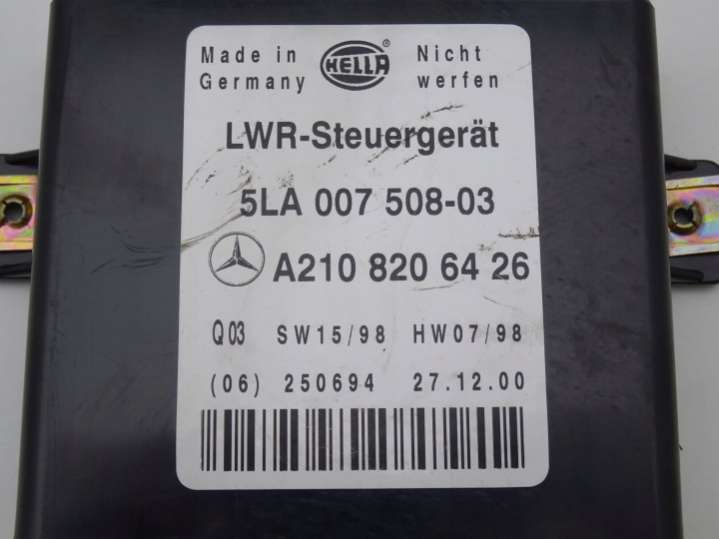 Made in Germany
HELLA ®
Nicht werfen
LWR-Steuergerät
5LA 007 508-03
A210 820 64 26
Q03 SW15/98 HW07/98
(06) 250694 27.12.00